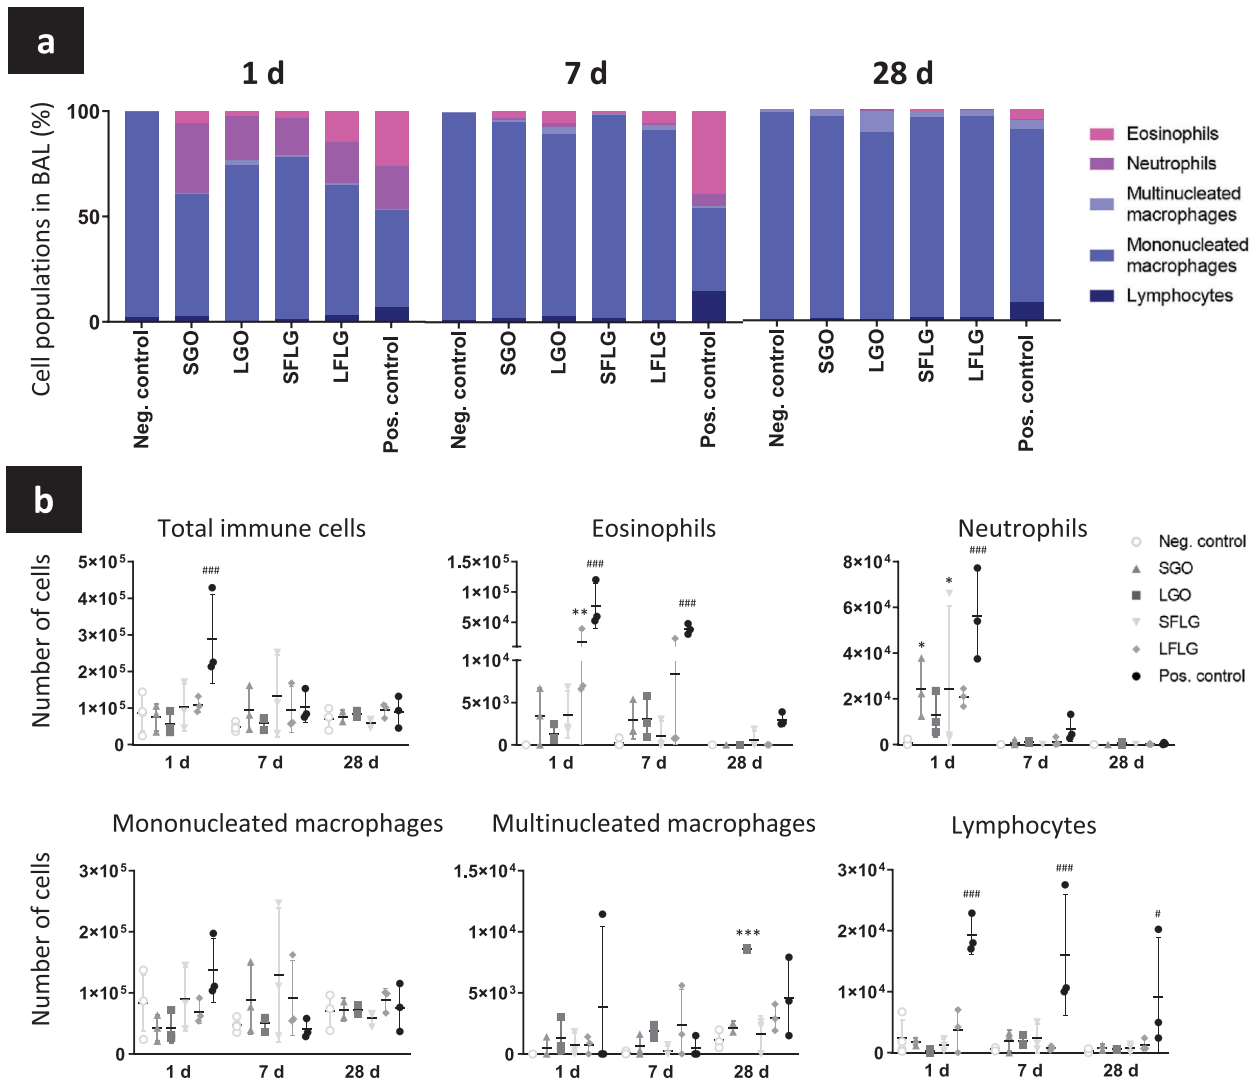 a
1 d
7 d
28 d
Cell populations in BAL (%)
100
50
0
Neg. control
SGO
LGO
SFLG
LFLG
Pos. control
Neg. control
SGO
LGO
SFLG
LFLG
Pos. control
Neg. control
SGO
LGO
SFLG
LFLG
Pos. control
Eosinophils
Neutrophils
Multinucleated
macrophages
Mononucleated
macrophages
Lymphocytes
b
Total immune cells
Number of cells
5×10⁵
4×10⁵
3×10⁵
2×10⁵
1×10⁵
0
###
1 d
7 d
28 d
Eosinophils
1.5×10⁵
1×10⁵
5×10⁴
1×10⁴
5×10³
0
**
###
###
1 d
7 d
28 d
Neutrophils
8×10⁴
6×10⁴
4×10⁴
2×10⁴
0
*
*
###
1 d
7 d
28 d
Neg. control
SGO
LGO
SFLG
LFLG
Pos. control
Mononucleated macrophages
Number of cells
3×10⁵
2×10⁵
1×10⁵
0
1 d
7 d
28 d
Multinucleated macrophages
1.5×10⁴
1×10⁴
5×10³
0
***
1 d
7 d
28 d
Lymphocytes
3×10⁴
2×10⁴
1×10⁴
0
###
###
#
1 d
7 d
28 d